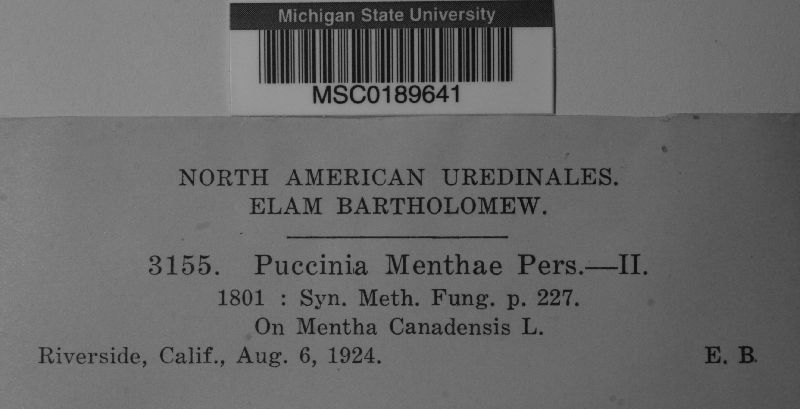 Michigan State University
MSC0189641
NORTH AMERICAN UREDINALES.
ELAM BARTHOLOMEW.
3155. Puccinia Menthae Pers.—II.
1801 : Syn. Meth. Fung. p. 227.
On Mentha Canadensis L.
Riverside, Calif., Aug. 6, 1924. E. B.